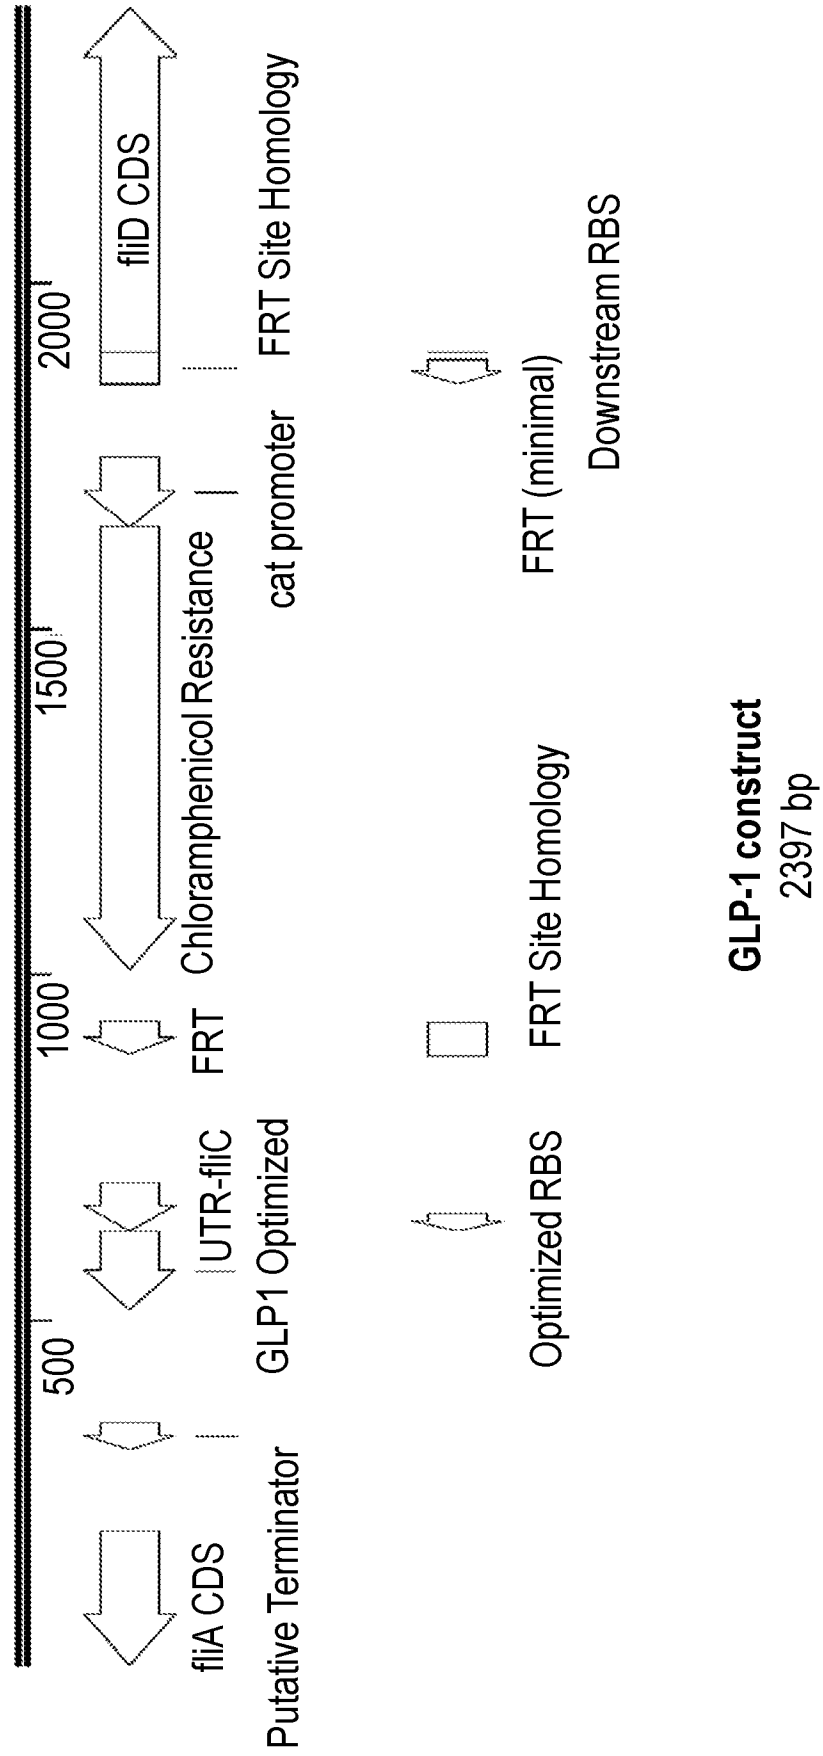 500
1000
1500
2000
fliA CDS
Putative Terminator
UTR-fliC
GLP1 Optimized
FRT
Chloramphenicol Resistance
cat promoter
fliD CDS
FRT Site Homology
Optimized RBS
FRT Site Homology
FRT (minimal)
Downstream RBS
GLP-1 construct
2397 bp